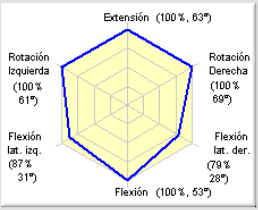 Extensión (100%, 63º)
Rotación
Izquierda
(100%
61º)
Rotación
Derecha
(100%
69º)
Flexión
lat. izq.
(87%
31º)
Flexión
lat. der.
(79%
28º)
Flexión (100%, 53º)